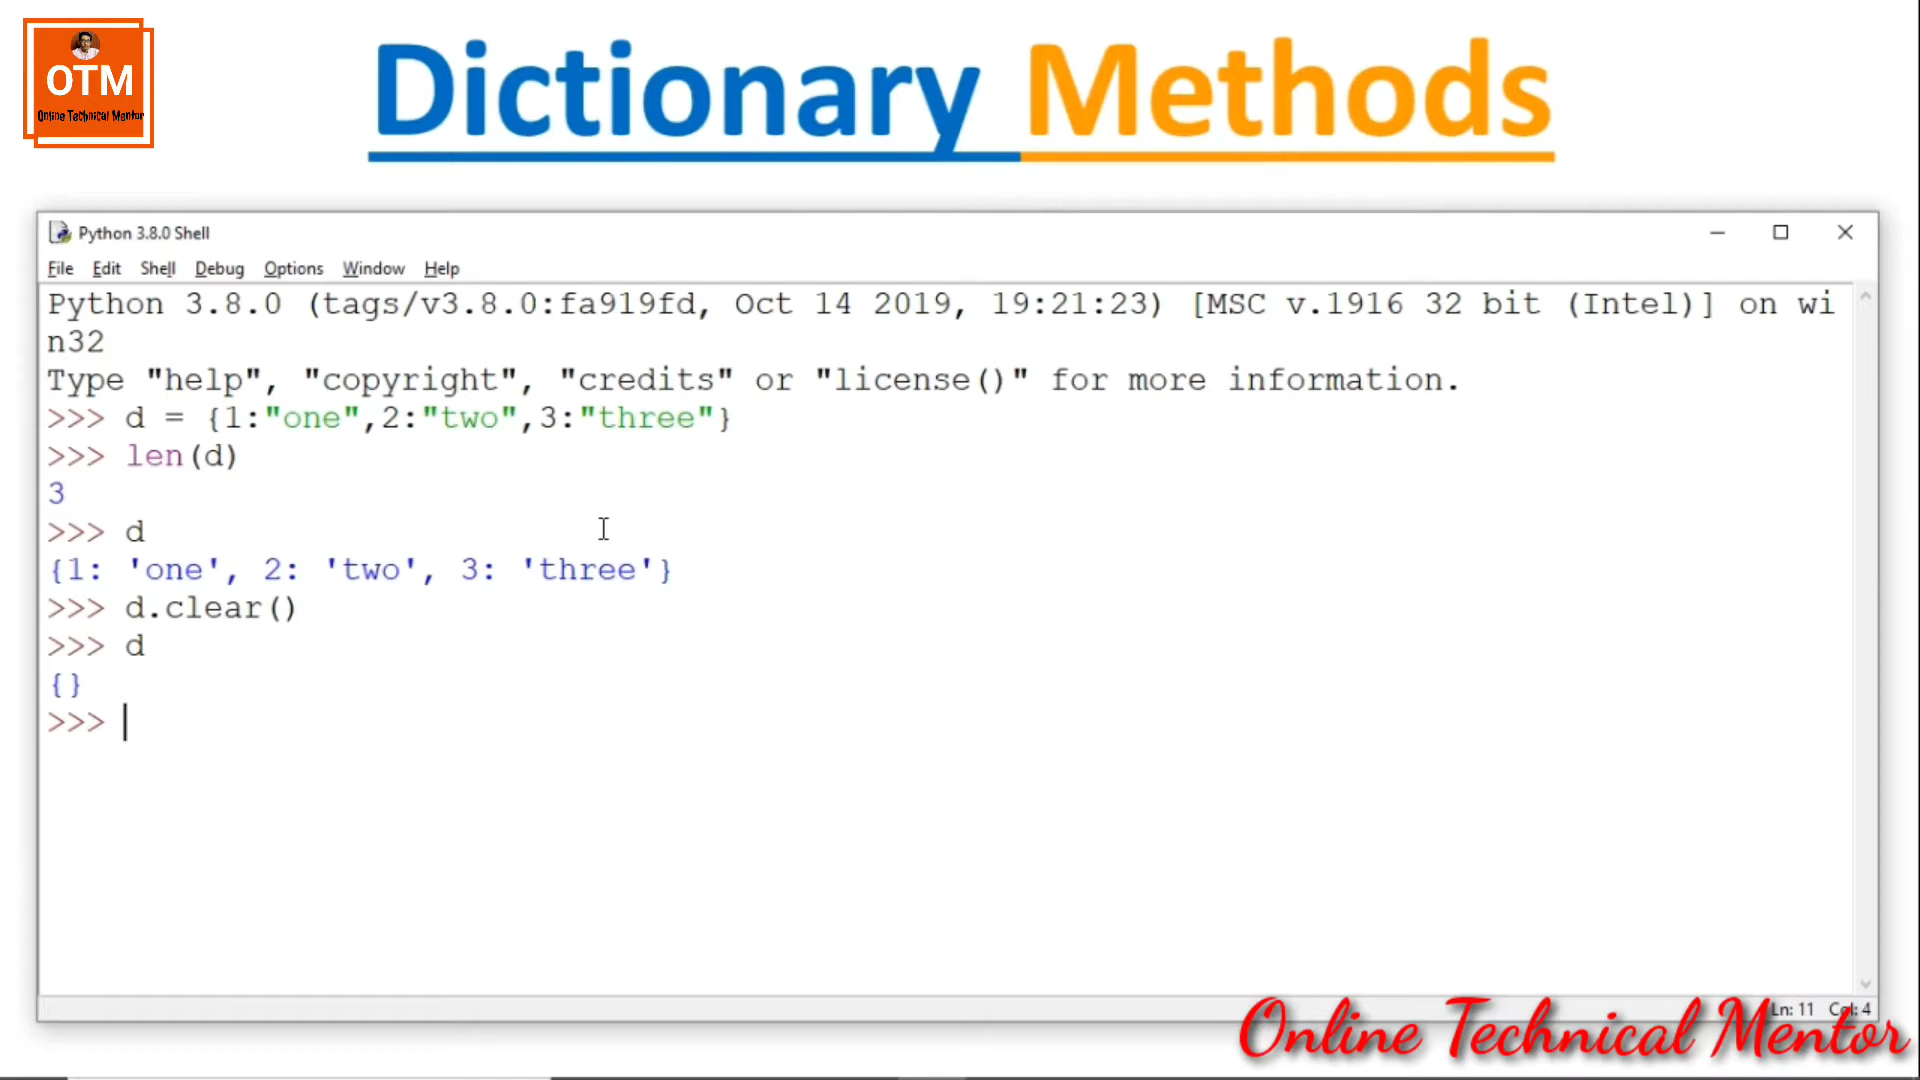 OTM
Online Technical Mentor
Dictionary Methods
Python 3.8.0 Shell
File Edit Shell Debug Options Window Help
Python 3.8.0 (tags/v3.8.0:fa919fd, Oct 14 2019, 19:21:23) [MSC v.1916 32 bit (Intel)] on wi
n32
Type "help", "copyright", "credits" or "license()" for more information.
>>> d = {1:"one",2:"two",3:"three"}
>>> len(d)
3
>>> d
{1: 'one', 2: 'two', 3: 'three'}
>>> d.clear()
>>> d
{}
>>>
Ln: 11 Col: 4
Online Technical Mentor